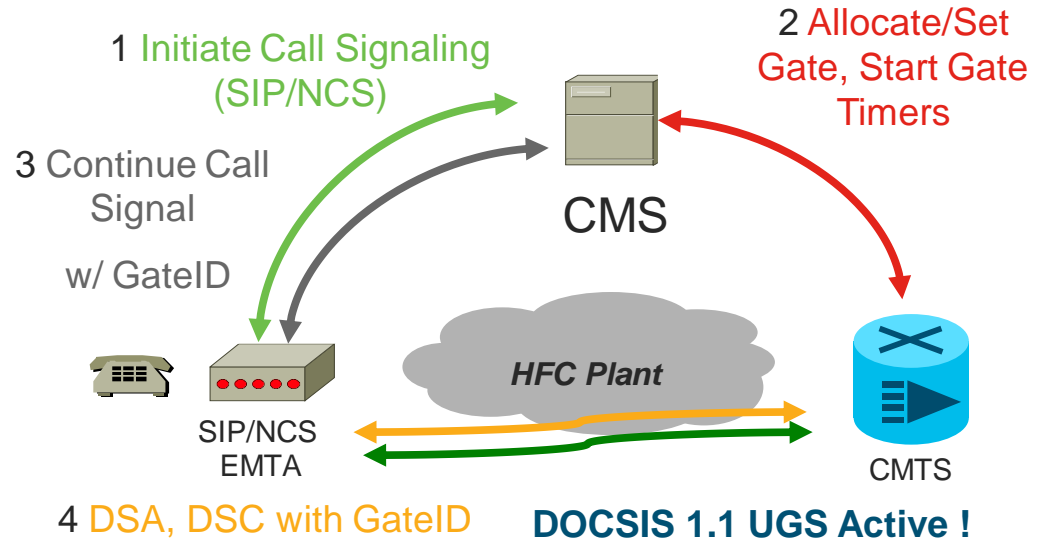 1 Initiate Call Signaling
(SIP/NCS)
2 Allocate/Set
Gate, Start Gate
Timers
3 Continue Call
Signal
w/ GateID
CMS
HFC Plant
SIP/NCS
EMTA
CMTS
4 DSA, DSC with GateID
DOCSIS 1.1 UGS Active !